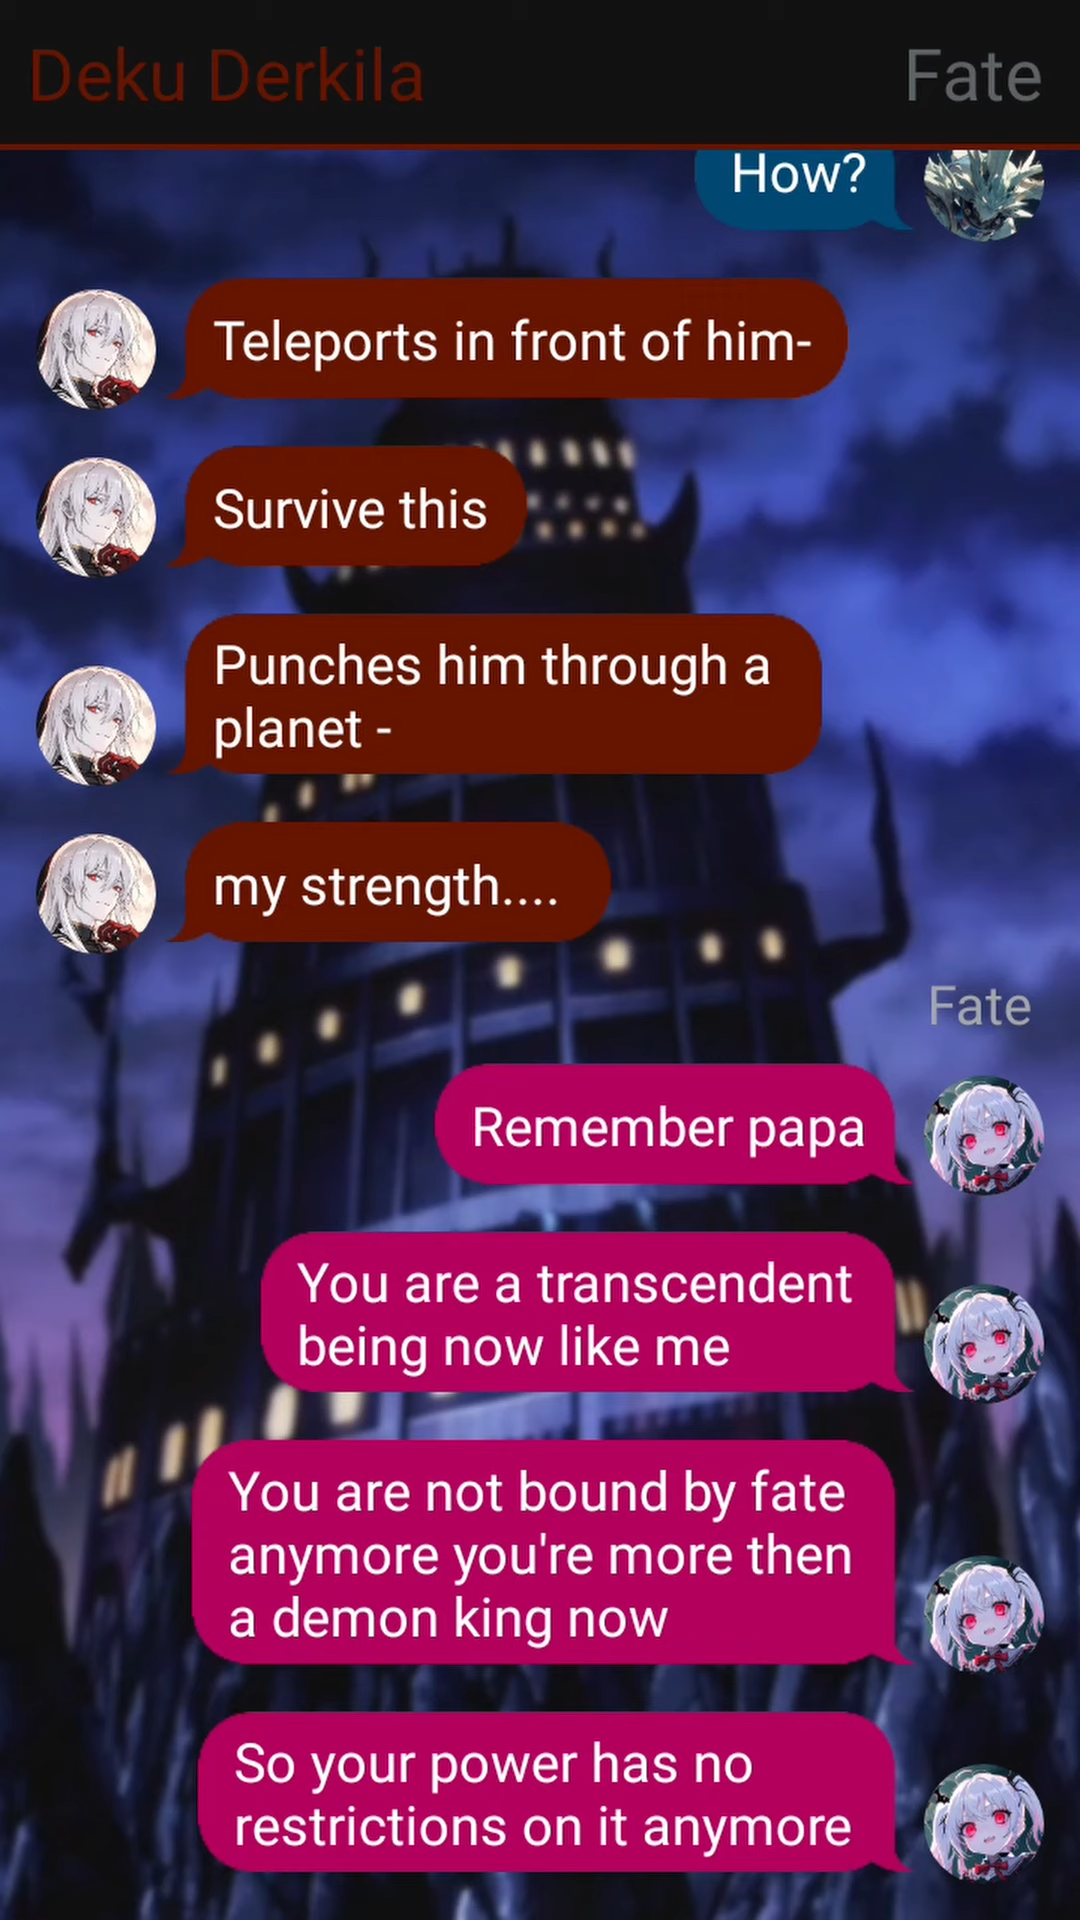 Deku Derkila
Fate
How?
Teleports in front of him-
Survive this
Punches him through a
planet -
my strength....
Fate
Remember papa
You are a transcendent
being now like me
You are not bound by fate
anymore you're more then
a demon king now
So your power has no
restrictions on it anymore